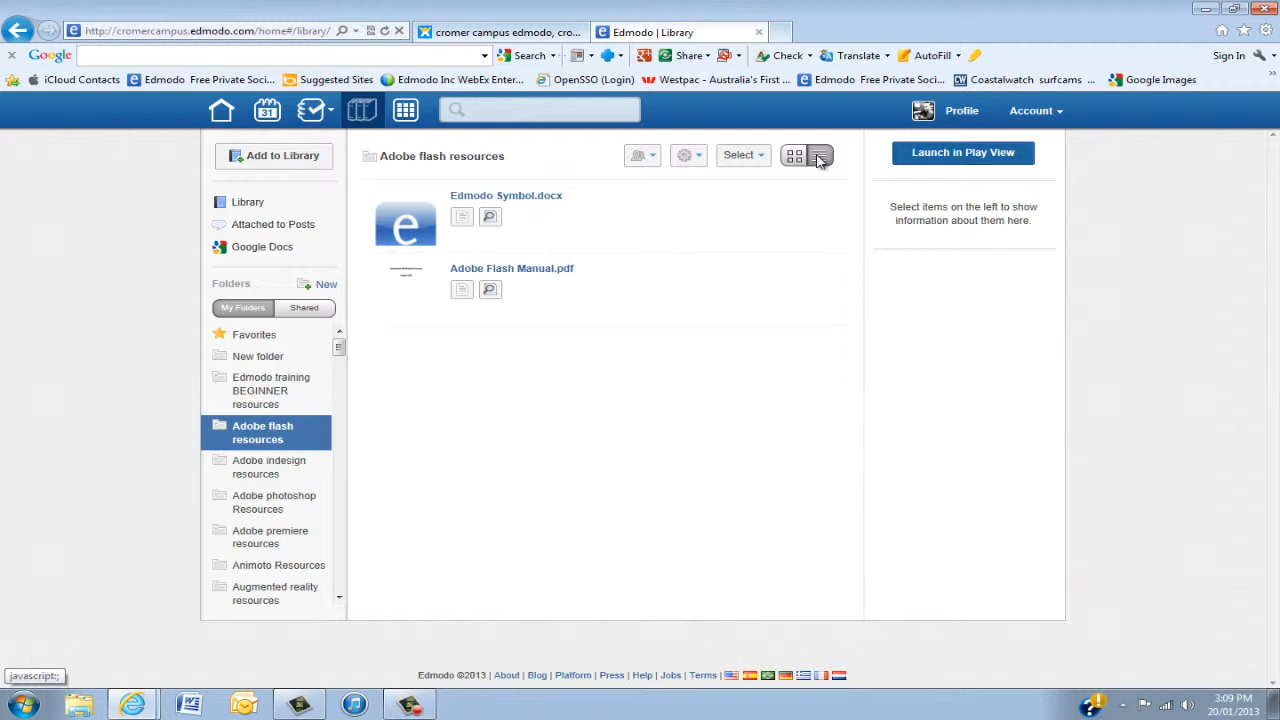 http://cromercampus.edmodo.com/home#/library/
cromer campus edmodo, cro...
Edmodo | Library
Google
Search
Share
Check
Translate
AutoFill
Sign In
iCloud Contacts
Edmodo Free Private Soci...
Suggested Sites
Edmodo Inc WebEx Enter...
OpenSSO (Login)
Westpac - Australia's First ...
Edmodo Free Private Soci...
Coastalwatch surfcams ...
Google Images
31
Profile
Account
Add to Library
Adobe flash resources
Select
Launch in Play View
Library
Attached to Posts
Google Docs
Edmodo Symbol.docx
e
Select items on the left to show
information about them here.
Adobe Flash Manual.pdf
Folders
New
My Folders
Shared
Favorites
New folder
Edmodo training
BEGINNER
resources
Adobe flash
resources
Adobe indesign
resources
Adobe photoshop
Resources
Adobe premiere
resources
Animoto Resources
Augmented reality
resources
Edmodo ©2013 | About | Blog | Platform | Press | Help | Jobs | Terms |
javascript:;
3:09 PM
20/01/2013